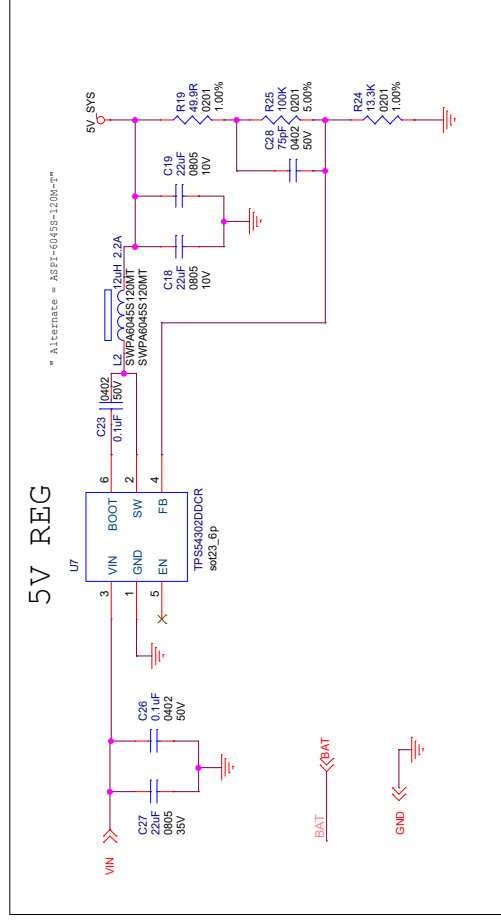 5V REG
" Alternate = ASPI-6045S-120M-T"
VIN
C27
22uF
0805
35V
C26
0.1uF
0402
50V
U7
3
VIN
BOOT
6
1
GND
SW
2
5
EN
FB
4
TPS54302DDCR
sot23_6p
C23
0.1uF
0402
50V
L2
12uH 2.2A
SWPA6045S120MT
SWPA6045S120MT
C18
22uF
0805
10V
C19
22uF
0805
10V
5V_SYS
R19
49.9R
0201
1.00%
R25
100K
0201
5.00%
C28
75pF
0402
50V
R24
13.3K
0201
1.00%
BAT
BAT
GND